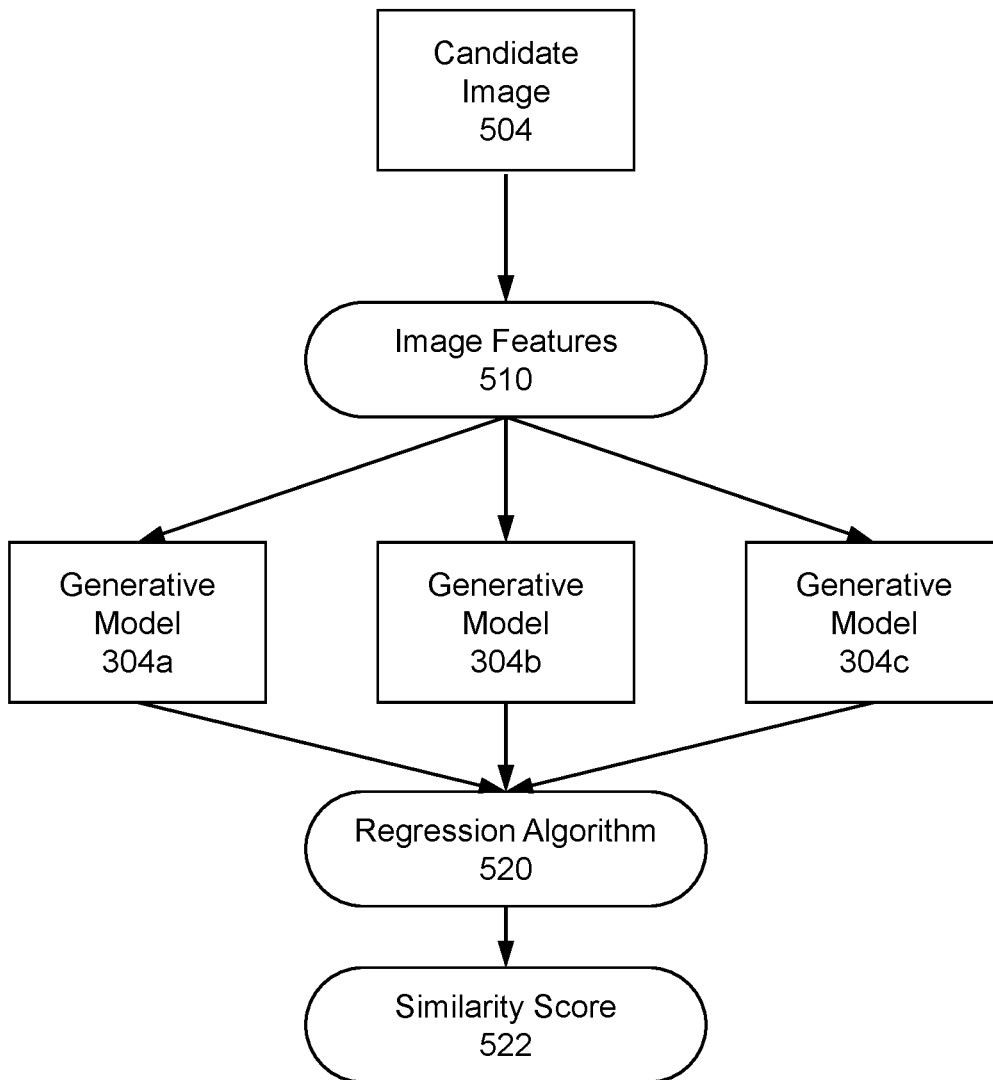 Candidate
Image
504
Image Features
510
Generative
Model
304a
Generative
Model
304b
Generative
Model
304c
Regression Algorithm
520
Similarity Score
522